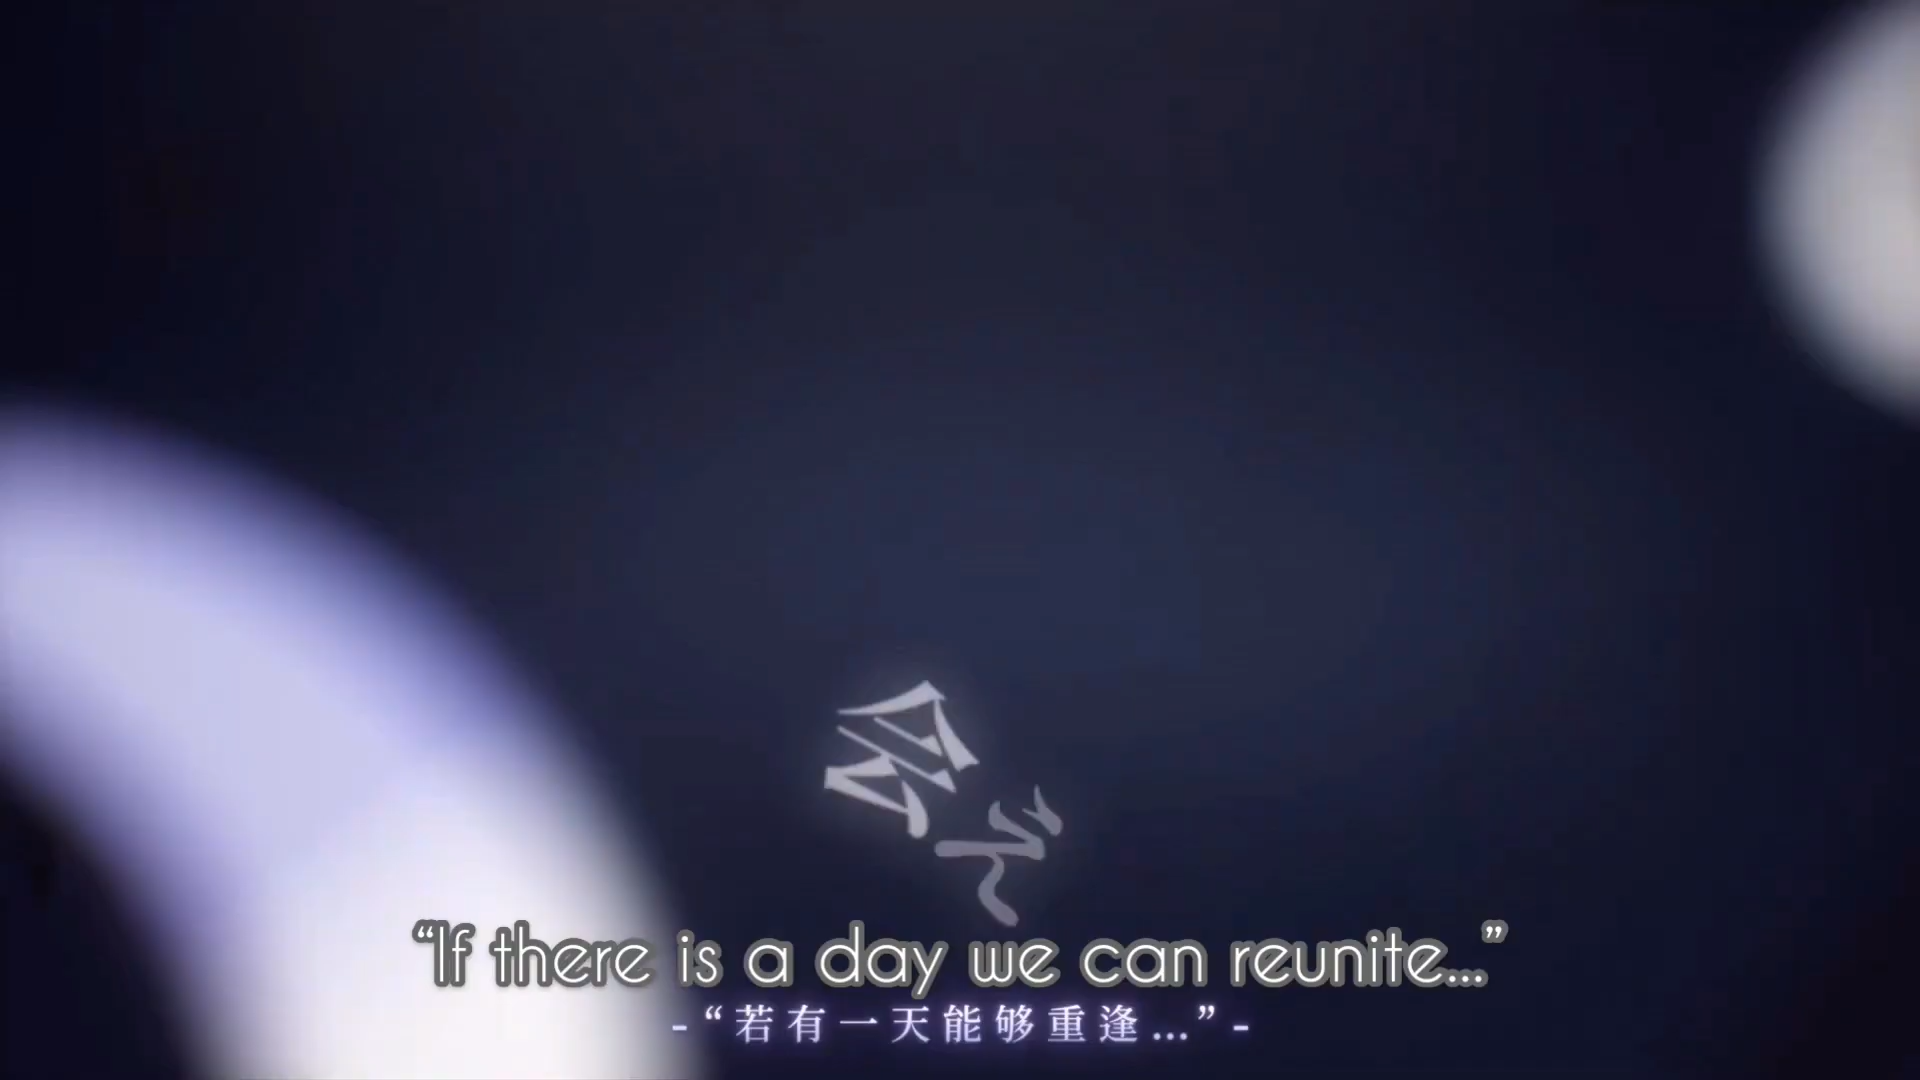 “If there is a day we can reunite...”
-“若有一天能够重逢...”-